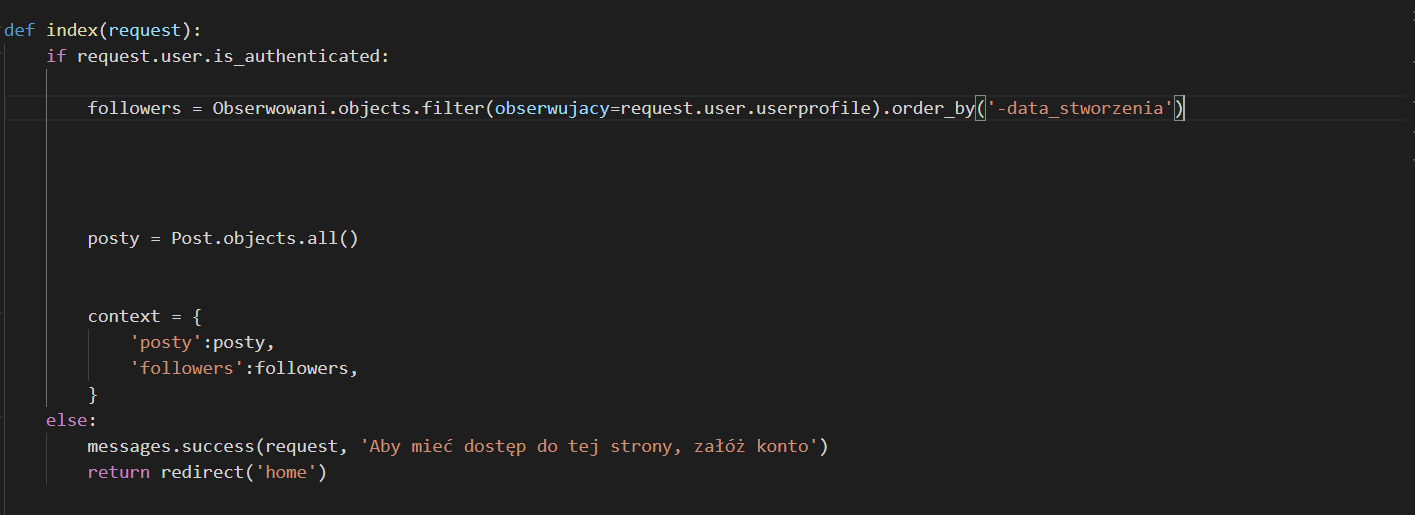 def index(request):
    if request.user.is_authenticated:
        followers = Obserwowani.objects.filter(obserwujacy=request.user.userprofile).order_by('-data_stworzenia')
        posty = Post.objects.all()
        context = {
            'posty':posty,
            'followers':followers,
        }
    else:
        messages.success(request, 'Aby mieć dostęp do tej strony, załóż konto')
        return redirect('home')